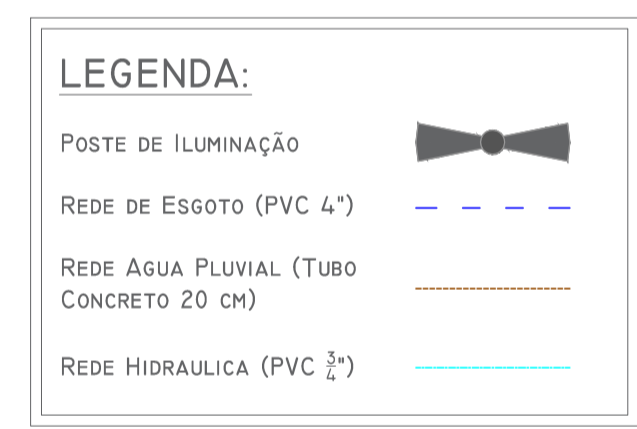 LEGENDA:
POSTE DE ILUMINAÇÃO
REDE DE ESGOTO (PVC 4")
REDE AGUA PLUVIAL (TUBO
CONCRETO 20 CM)
REDE HIDRAULICA (PVC ¾")